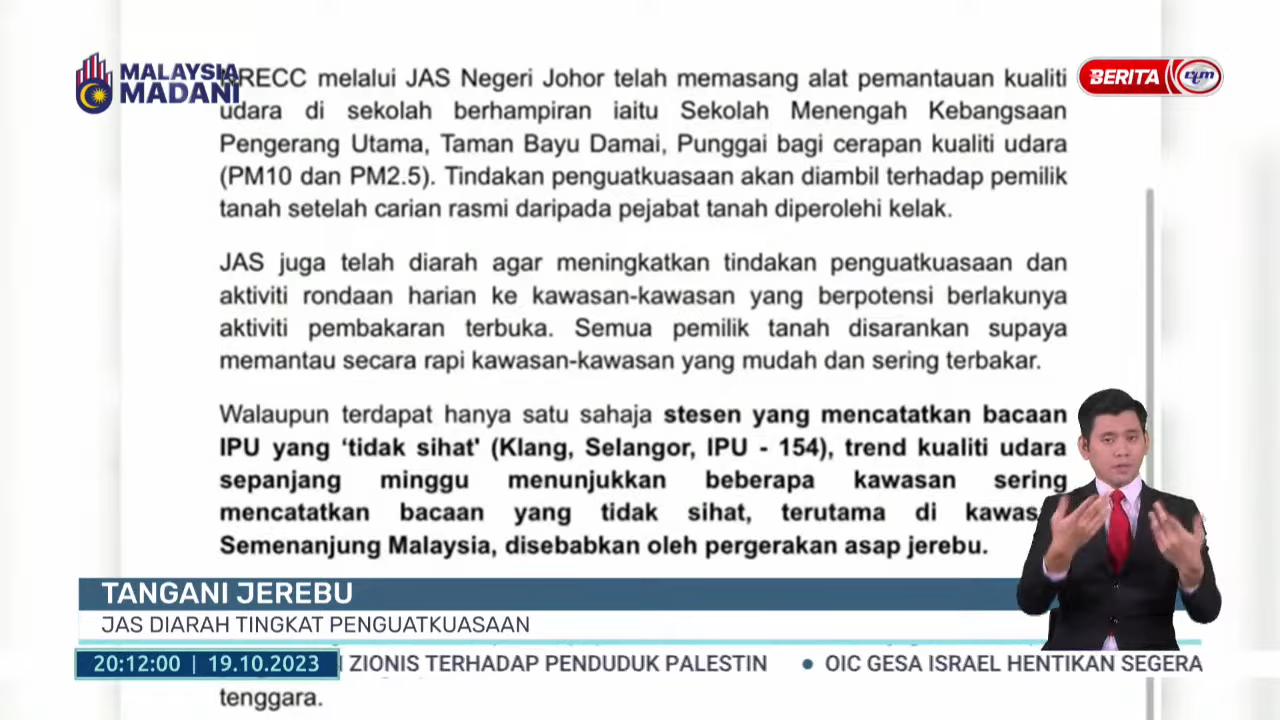 MALAYSIA
MADANI
BERITA rtm
NRECC melalui JAS Negeri Johor telah memasang alat pemantauan kualiti
udara di sekolah berhampiran iaitu Sekolah Menengah Kebangsaan
Pengerang Utama, Taman Bayu Damai, Punggai bagi cerapan kualiti udara
(PM10 dan PM2.5). Tindakan penguatkuasaan akan diambil terhadap pemilik
tanah setelah carian rasmi daripada pejabat tanah diperolehi kelak.
JAS juga telah diarah agar meningkatkan tindakan penguatkuasaan dan
aktiviti rondaan harian ke kawasan-kawasan yang berpotensi berlakunya
aktiviti pembakaran terbuka. Semua pemilik tanah disarankan supaya
memantau secara rapi kawasan-kawasan yang mudah dan sering terbakar.
Walaupun terdapat hanya satu sahaja stesen yang mencatatkan bacaan
IPU yang ‘tidak sihat' (Klang, Selangor, IPU - 154), trend kualiti udara
sepanjang minggu menunjukkan beberapa kawasan sering
mencatatkan bacaan yang tidak sihat, terutama di
Semenanjung Malaysia, disebabkan oleh pergerakan asap jerebu.
TANGANI JEREBU
JAS DIARAH TINGKAT PENGUATKUASAAN
20:12:00 | 19.10.2023 ZIONIS TERHADAP PENDUDUK PALESTIN • OIC GESA ISRAEL HENTIKAN SEGERA
tenggara.